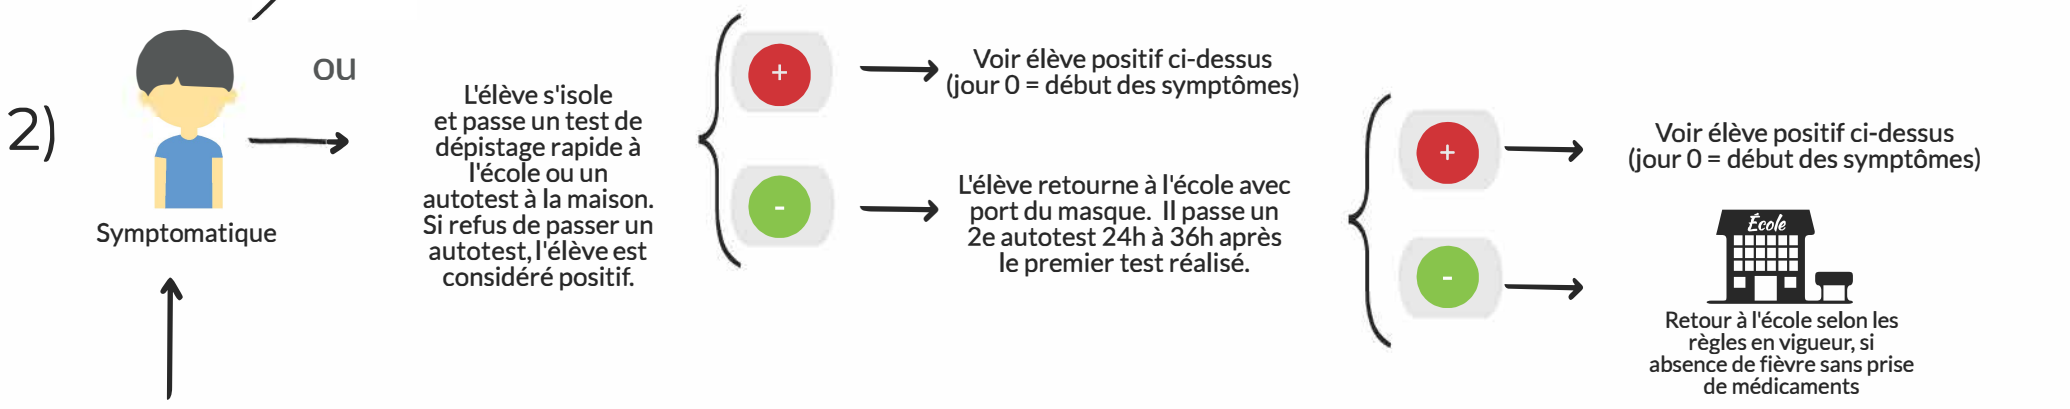 2)
Symptomatique
ou
L'élève s'isole
et passe un test de
dépistage rapide à
l'école ou un
autotest à la maison.
Si refus de passer un
autotest, l'élève est
considéré positif.
+
Voir élève positif ci-dessus
(jour 0 = début des symptômes)
-
L'élève retourne à l'école avec
port du masque. Il passe un
2e autotest 24h à 36h après
le premier test réalisé.
+
Voir élève positif ci-dessus
(jour 0 = début des symptômes)
-
École
Retour à l'école selon les
règles en vigueur, si
absence de fièvre sans prise
de médicaments